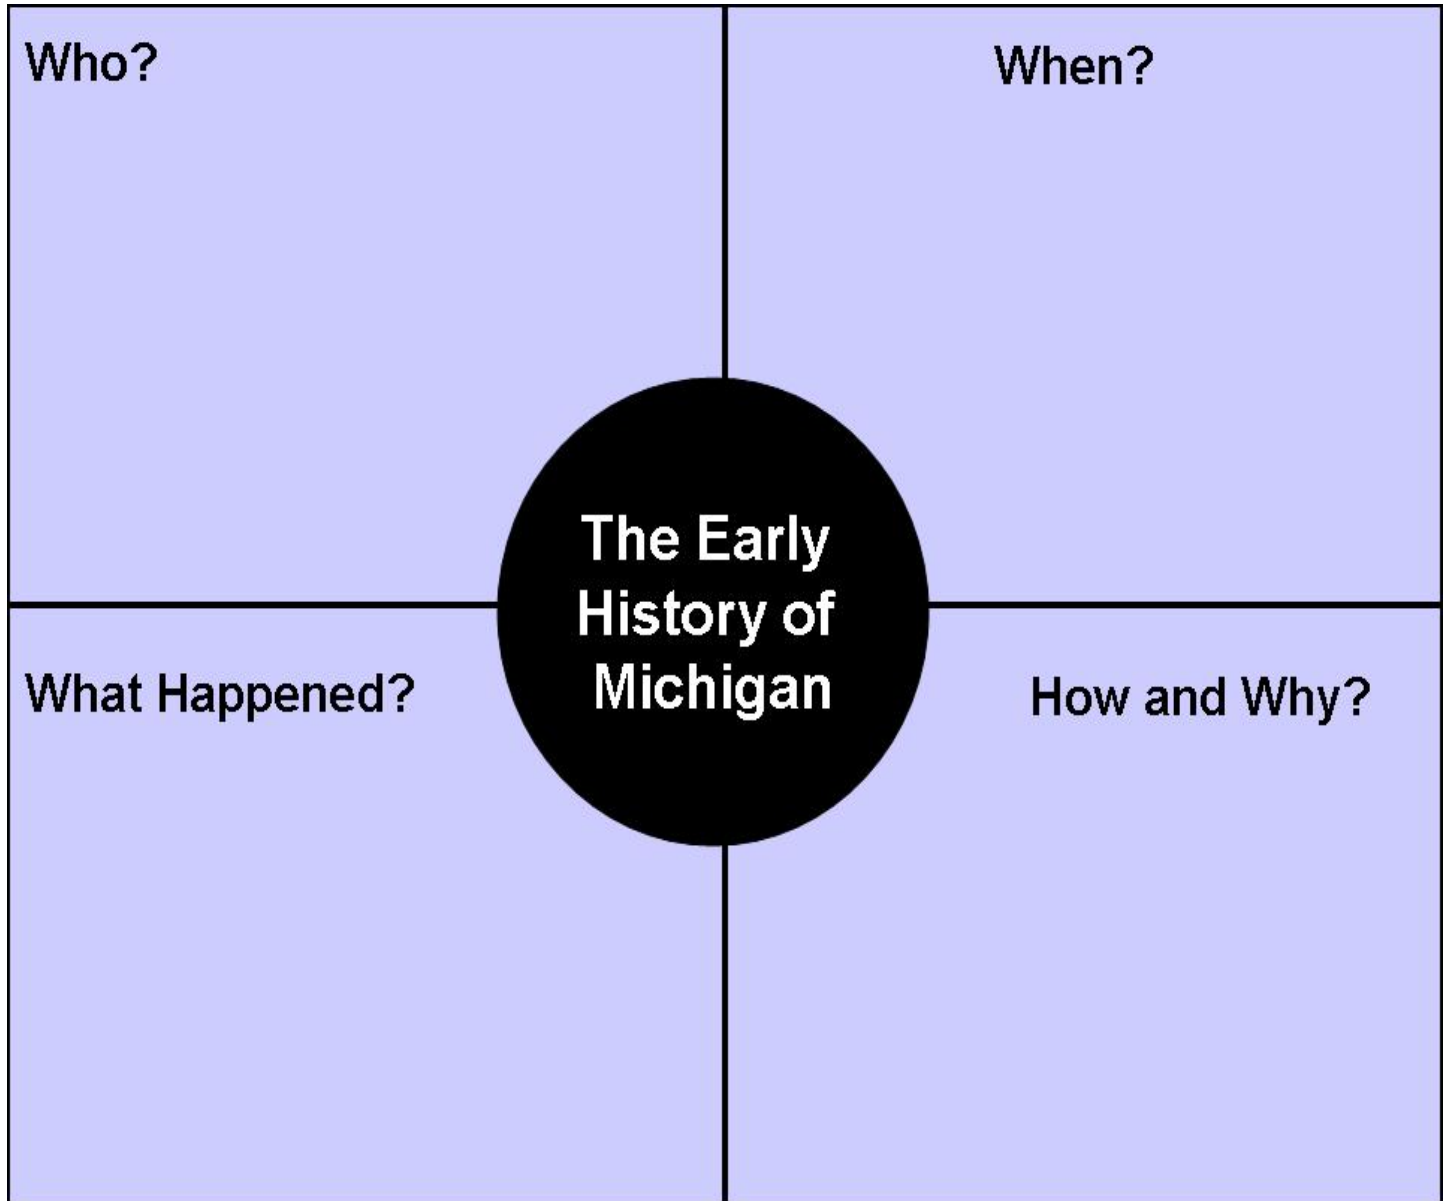 Who?
When?
The Early
History of
Michigan
What Happened?
How and Why?